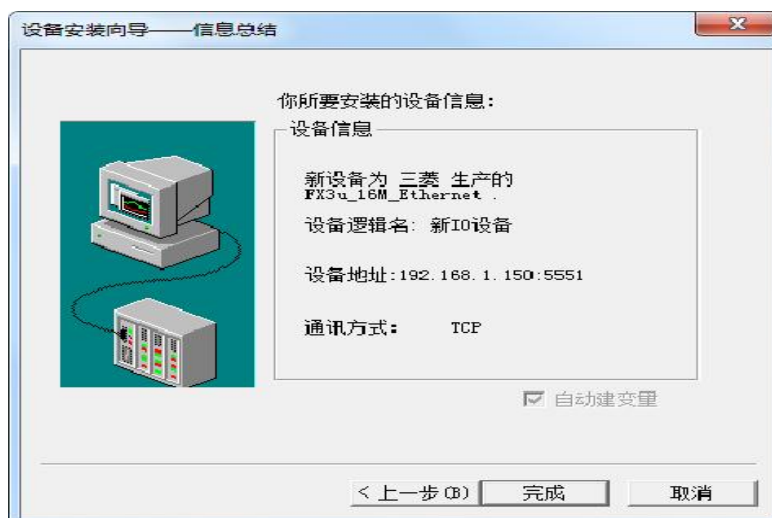 设备安装向导——信息总结
你所要安装的设备信息：
设备信息
新设备为 三菱 生产的
FX3u_16M_Ethernet .
设备逻辑名: 新IO设备
设备地址:192.168.1.150:5551
通讯方式： TCP
自动建变量
< 上一步(B) 完成 取消